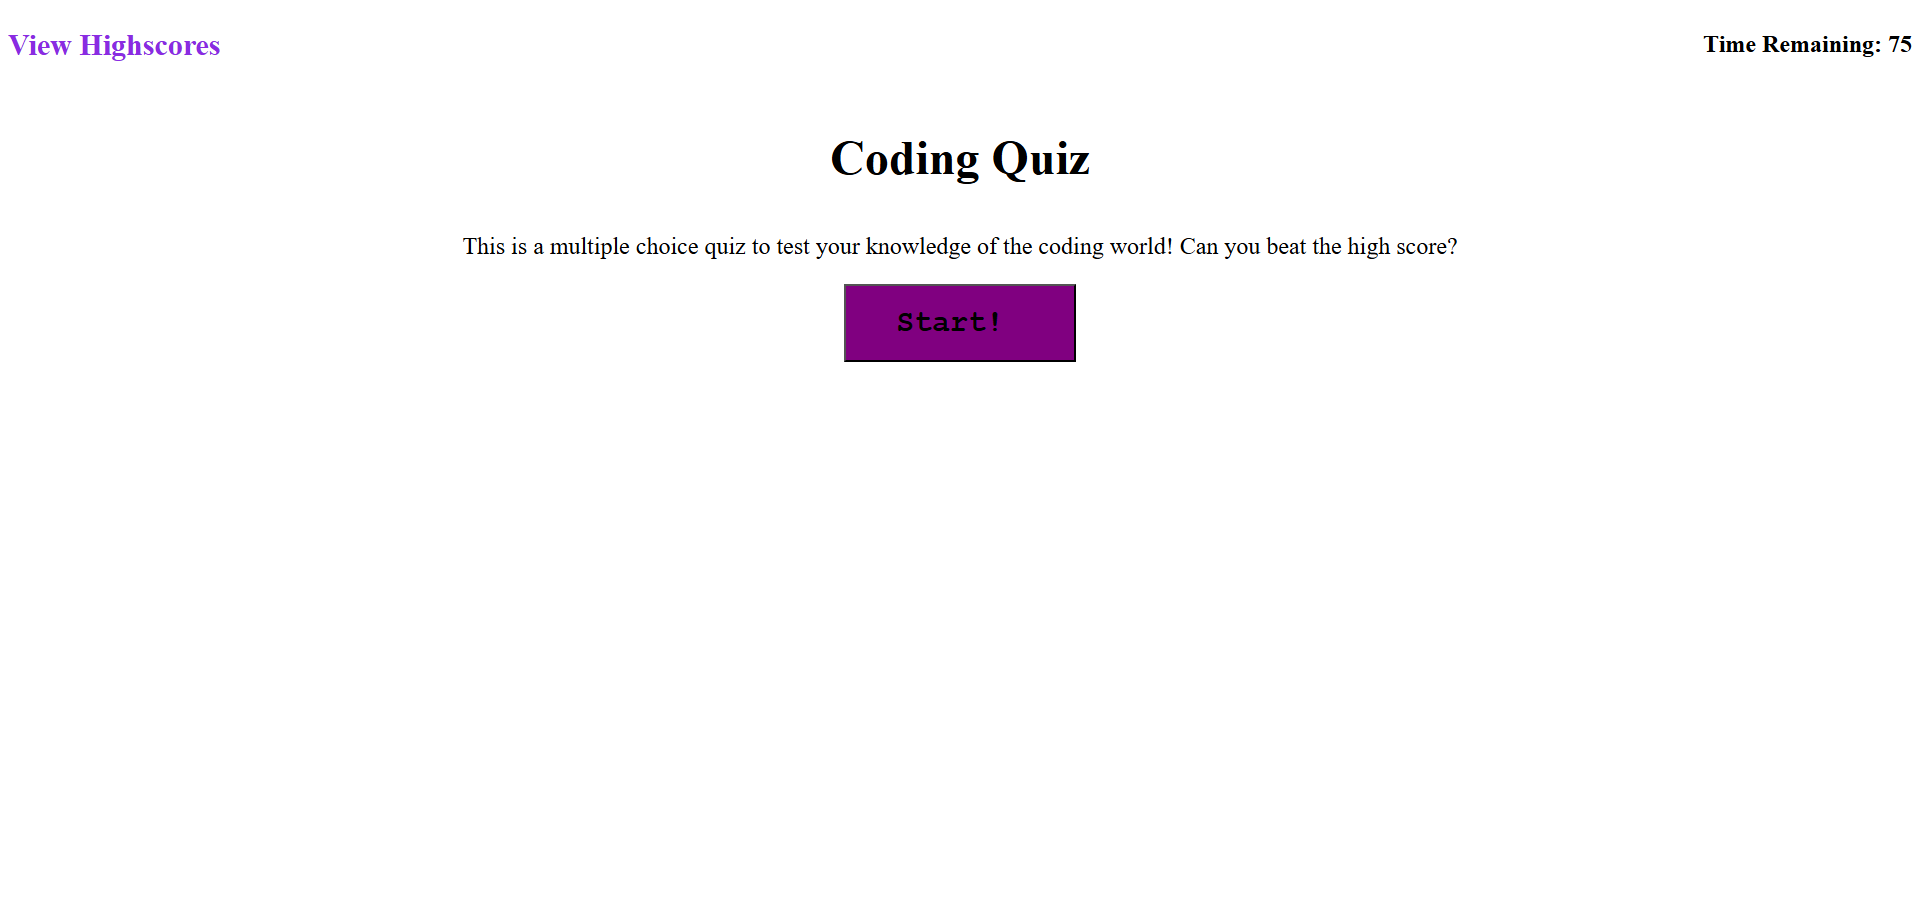 View Highscores
Time Remaining: 75
Coding Quiz
This is a multiple choice quiz to test your knowledge of the coding world! Can you beat the high score?
Start!